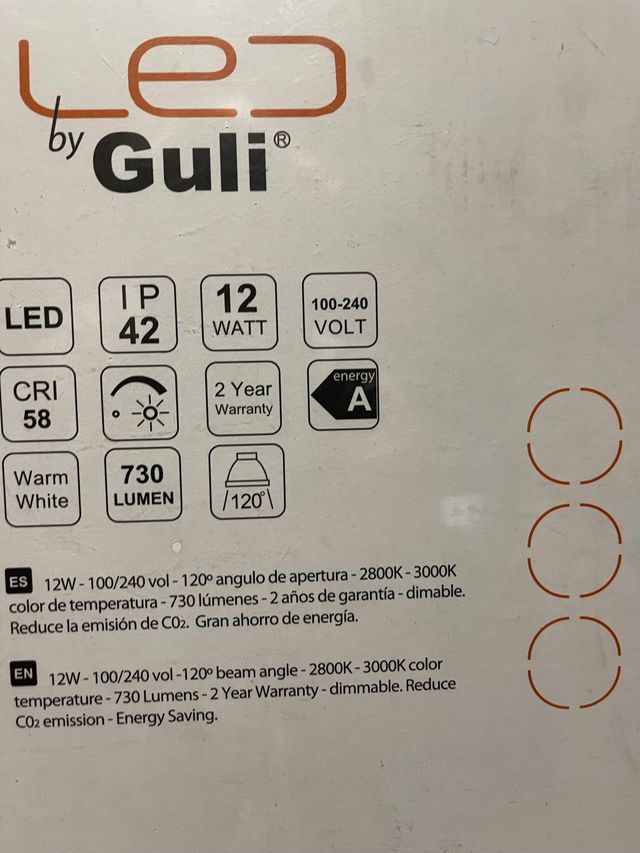 LED
by Guli®
LED
IP
42
12
WATT
100-240
VOLT
CRI
58
2 Year
Warranty
energy
A
Warm
White
730
LUMEN
120°
ES 12W - 100/240 vol - 120º angulo de apertura - 2800K - 3000K
color de temperatura - 730 lúmenes - 2 años de garantía - dimable.
Reduce la emisión de C02. Gran ahorro de energía.
EN 12W - 100/240 vol -120º beam angle - 2800K - 3000K color
temperature - 730 Lumens - 2 Year Warranty - dimmable. Reduce
C02 emission - Energy Saving.